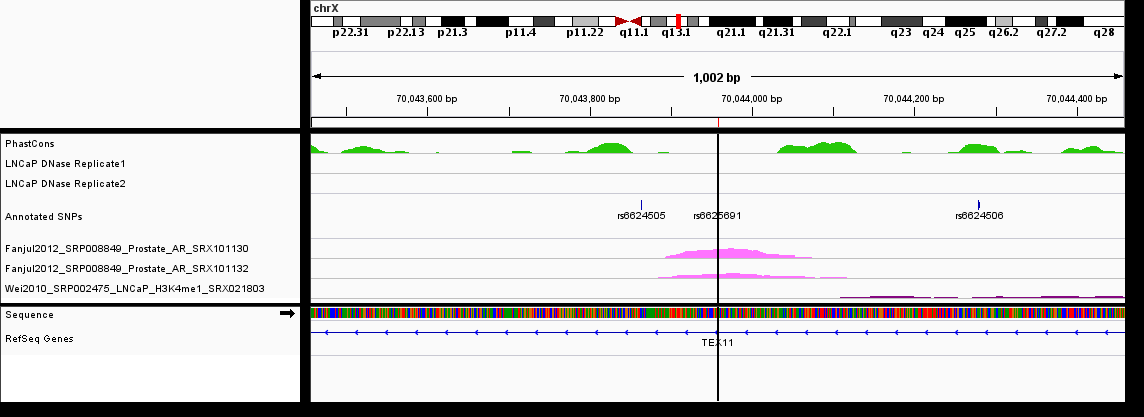 chrX
p22.31 p22.13 p21.3 p11.4 p11.22 q11.1 q13.1 q21.1 q21.31 q22.1 q23 q24 q25 q26.2 q27.2 q28
1,002 bp
70,043,600 bp 70,043,800 bp 70,044,000 bp 70,044,200 bp 70,044,400 bp
PhastCons
LNCaP DNase Replicate1
LNCaP DNase Replicate2
Annotated SNPs rs6624505 rs6625691 rs6624506
Fanjul2012_SRP008849_Prostate_AR_SRX101130
Fanjul2012_SRP008849_Prostate_AR_SRX101132
Wei2010_SRP002475_LNCaP_H3K4me1_SRX021803
Sequence
RefSeq Genes
TEX11